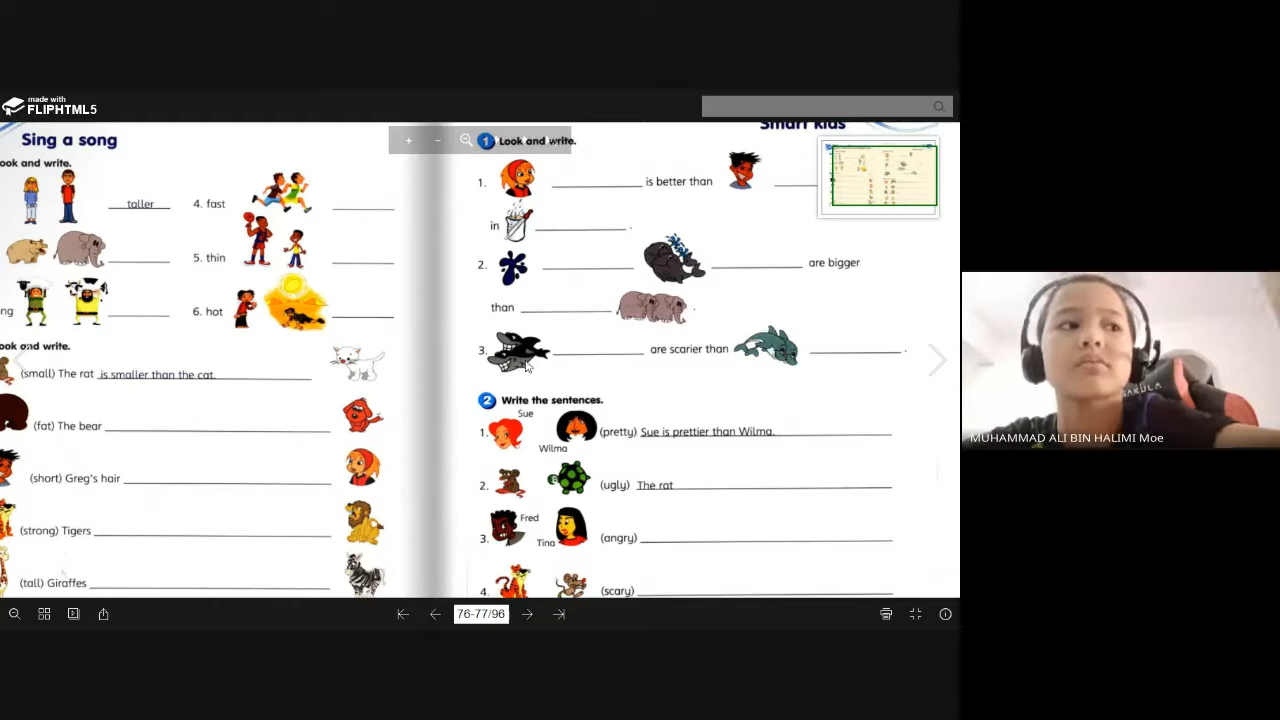 made with
FLIPHTML5
Sing a song
ook and write.
taller
4. fast
5. thin
ng
6. hot
ook and write.
(small) The rat is smaller than the cat.
(fat) The bear
(short) Greg's hair
(strong) Tigers
(tall) Giraffes
Smart kids
1 Look and write.
1. is better than
in .
2. are bigger
than .
3. are scarier than .
2 Write the sentences.
Sue
1. (pretty) Sue is prettier than Wilma.
Wilma
2. (ugly) The rat
Fred
3. (angry)
Tina
4. (scary)
76-77/96
MUHAMMAD ALI BIN HALIMI Moe